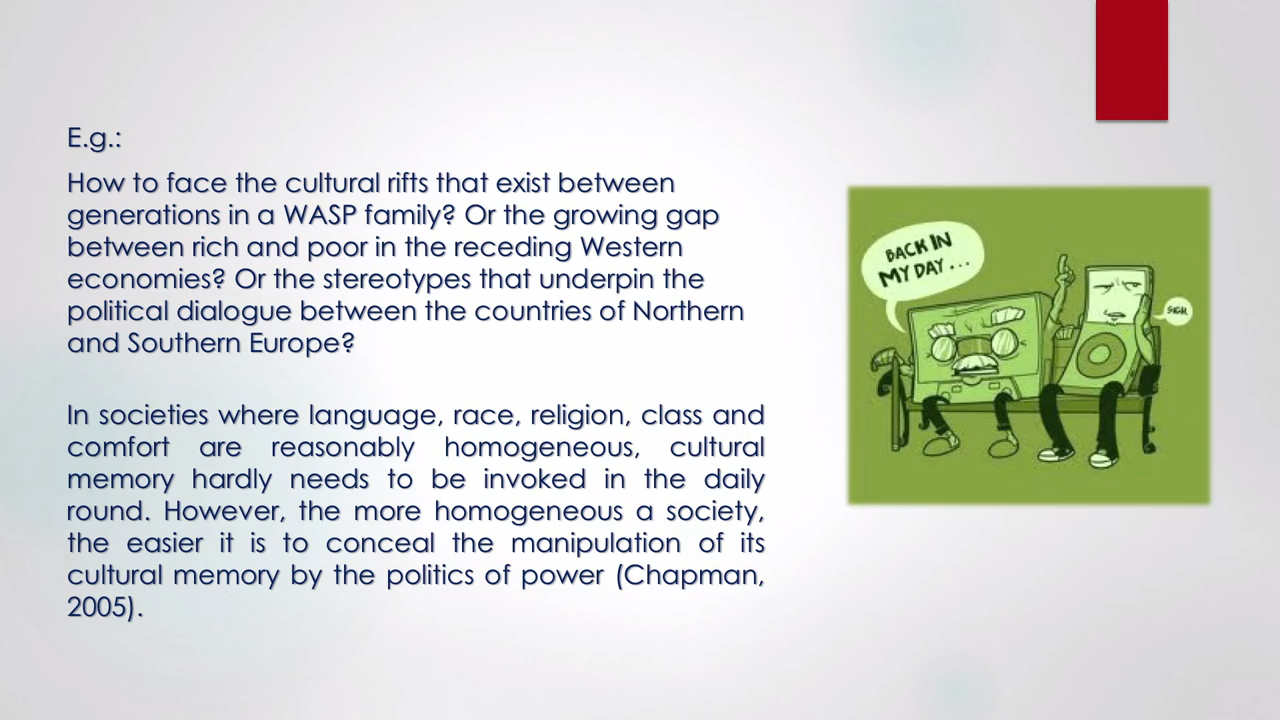 E.g.:
How to face the cultural rifts that exist between
generations in a WASP family? Or the growing gap
between rich and poor in the receding Western
economies? Or the stereotypes that underpin the
political dialogue between the countries of Northern
and Southern Europe?
In societies where language, race, religion, class and
comfort are reasonably homogeneous, cultural
memory hardly needs to be invoked in the daily
round. However, the more homogeneous a society,
the easier it is to conceal the manipulation of its
cultural memory by the politics of power (Chapman,
2005).
BACK IN
MY DAY ...
SIGH.